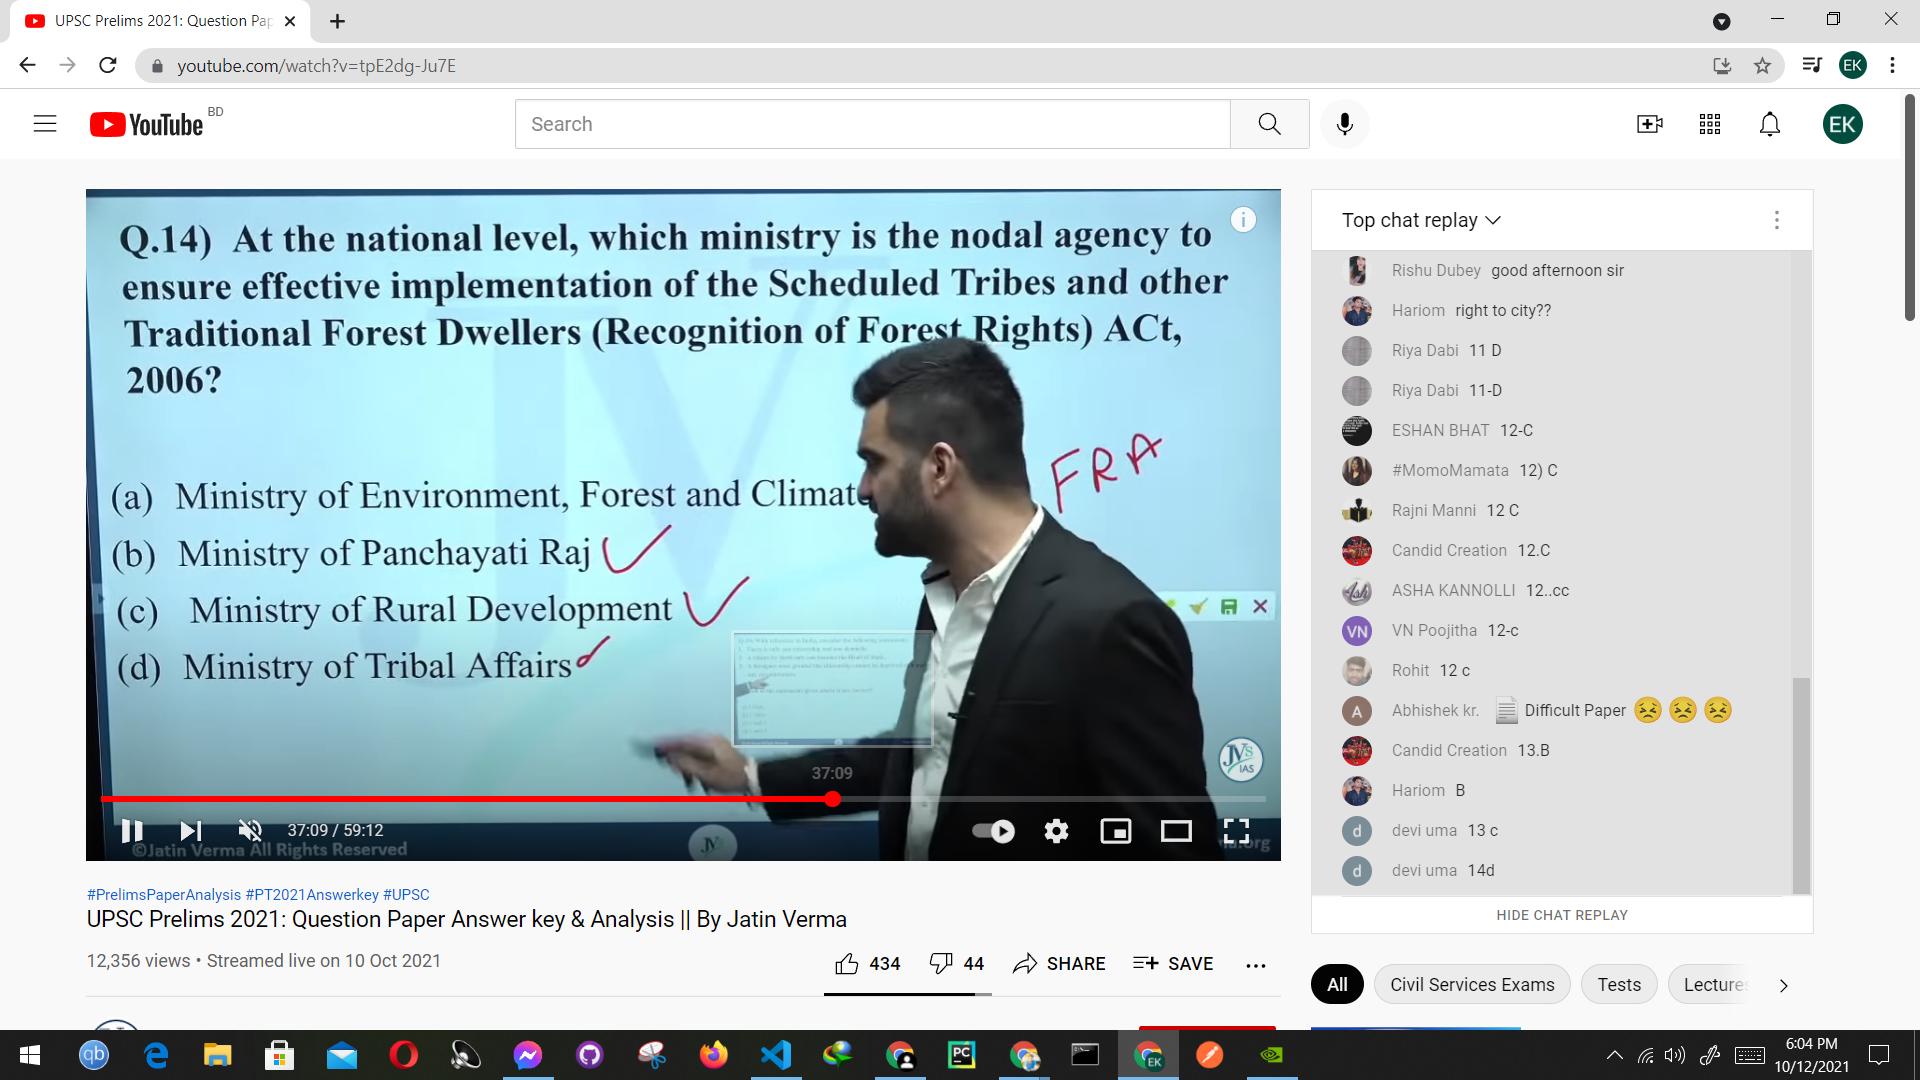 UPSC Prelims 2021: Question Pap
youtube.com/watch?v=tpE2dg-Ju7E
EK
YouTube BD
Search
EK
Q.14) At the national level, which ministry is the nodal agency to
ensure effective implementation of the Scheduled Tribes and other
Traditional Forest Dwellers (Recognition of Forest Rights) ACt,
2006?
FRA
(a) Ministry of Environment, Forest and Climate
(b) Ministry of Panchayati Raj
(c) Ministry of Rural Development
(d) Ministry of Tribal Affairs
JVs
IAS
37:09
37:09 / 59:12
©Jatin Verma All Rights Reserved
JV
.org
#PrelimsPaperAnalysis #PT2021Answerkey #UPSC
UPSC Prelims 2021: Question Paper Answer key & Analysis || By Jatin Verma
12,356 views • Streamed live on 10 Oct 2021
434
44
SHARE
SAVE
Top chat replay
Rishu Dubey good afternoon sir
Hariom right to city??
Riya Dabi 11 D
Riya Dabi 11-D
ESHAN BHAT 12-C
#MomoMamata 12) C
Rajni Manni 12 C
Candid Creation 12.C
ASHA KANNOLLI 12..cc
VN VN Poojitha 12-c
Rohit 12 c
A Abhishek kr. Difficult Paper
Candid Creation 13.B
Hariom B
d devi uma 13 c
d devi uma 14d
HIDE CHAT REPLAY
All
Civil Services Exams
Tests
Lectures
qb
PC
EK
6:04 PM
10/12/2021